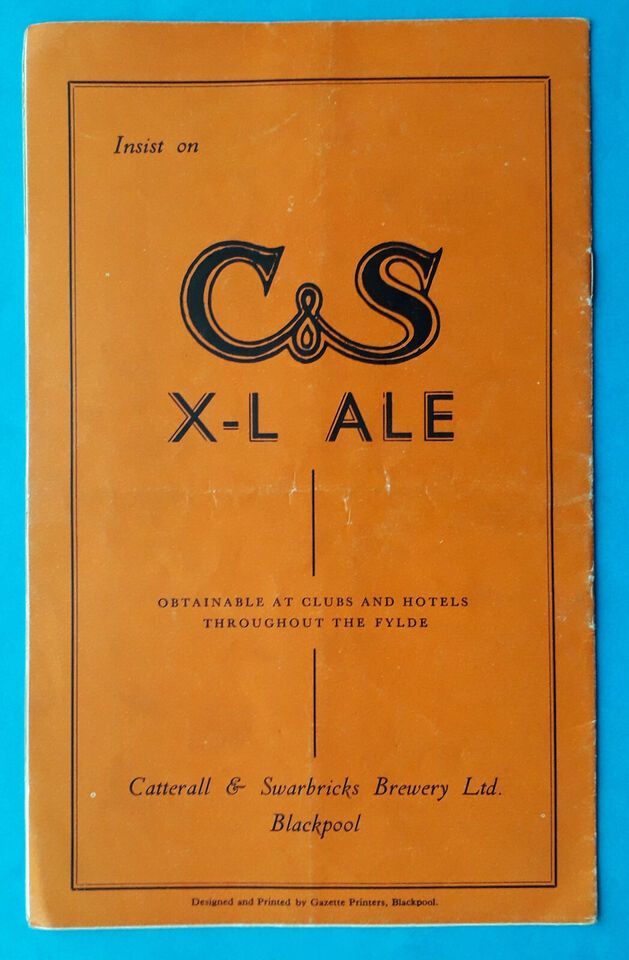 Insist on
C&S
X-L ALE
OBTAINABLE AT CLUBS AND HOTELS
THROUGHOUT THE FYLDE
Catterall & Swarbricks Brewery Ltd.
Blackpool
Designed and Printed by Gazette Printers, Blackpool.